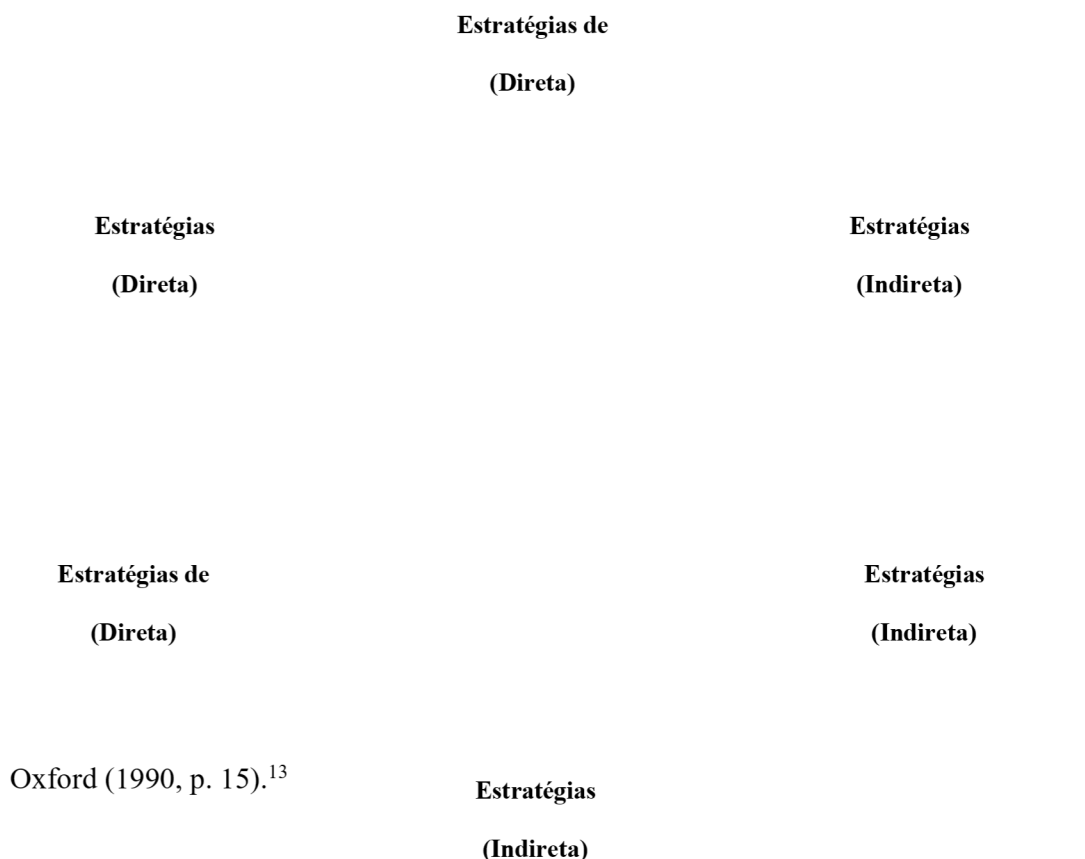 Estratégias de
(Direta)
Estratégias
(Direta)
Estratégias
(Indireta)
Estratégias de
(Direta)
Estratégias
(Indireta)
Oxford (1990, p. 15).13
Estratégias
(Indireta)